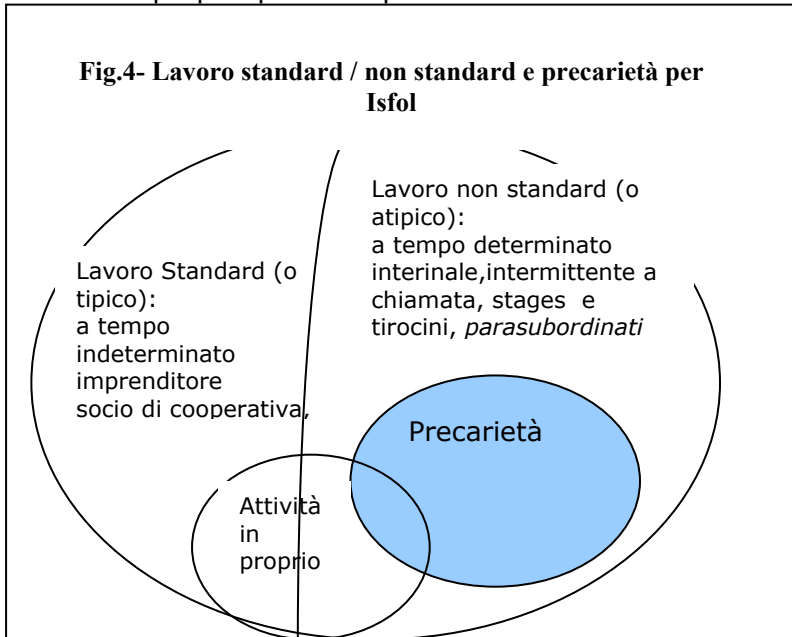 Fig.4- Lavoro standard / non standard e precarietà per
Isfol
Lavoro non standard (o
atipico):
a tempo determinato
interinale,intermittente a
chiamata, stages e
tirocini, parasubordinati
Lavoro Standard (o
tipico):
a tempo
indeterminato
imprenditore
socio di cooperativa,
Precarietà
Attività
in
proprio